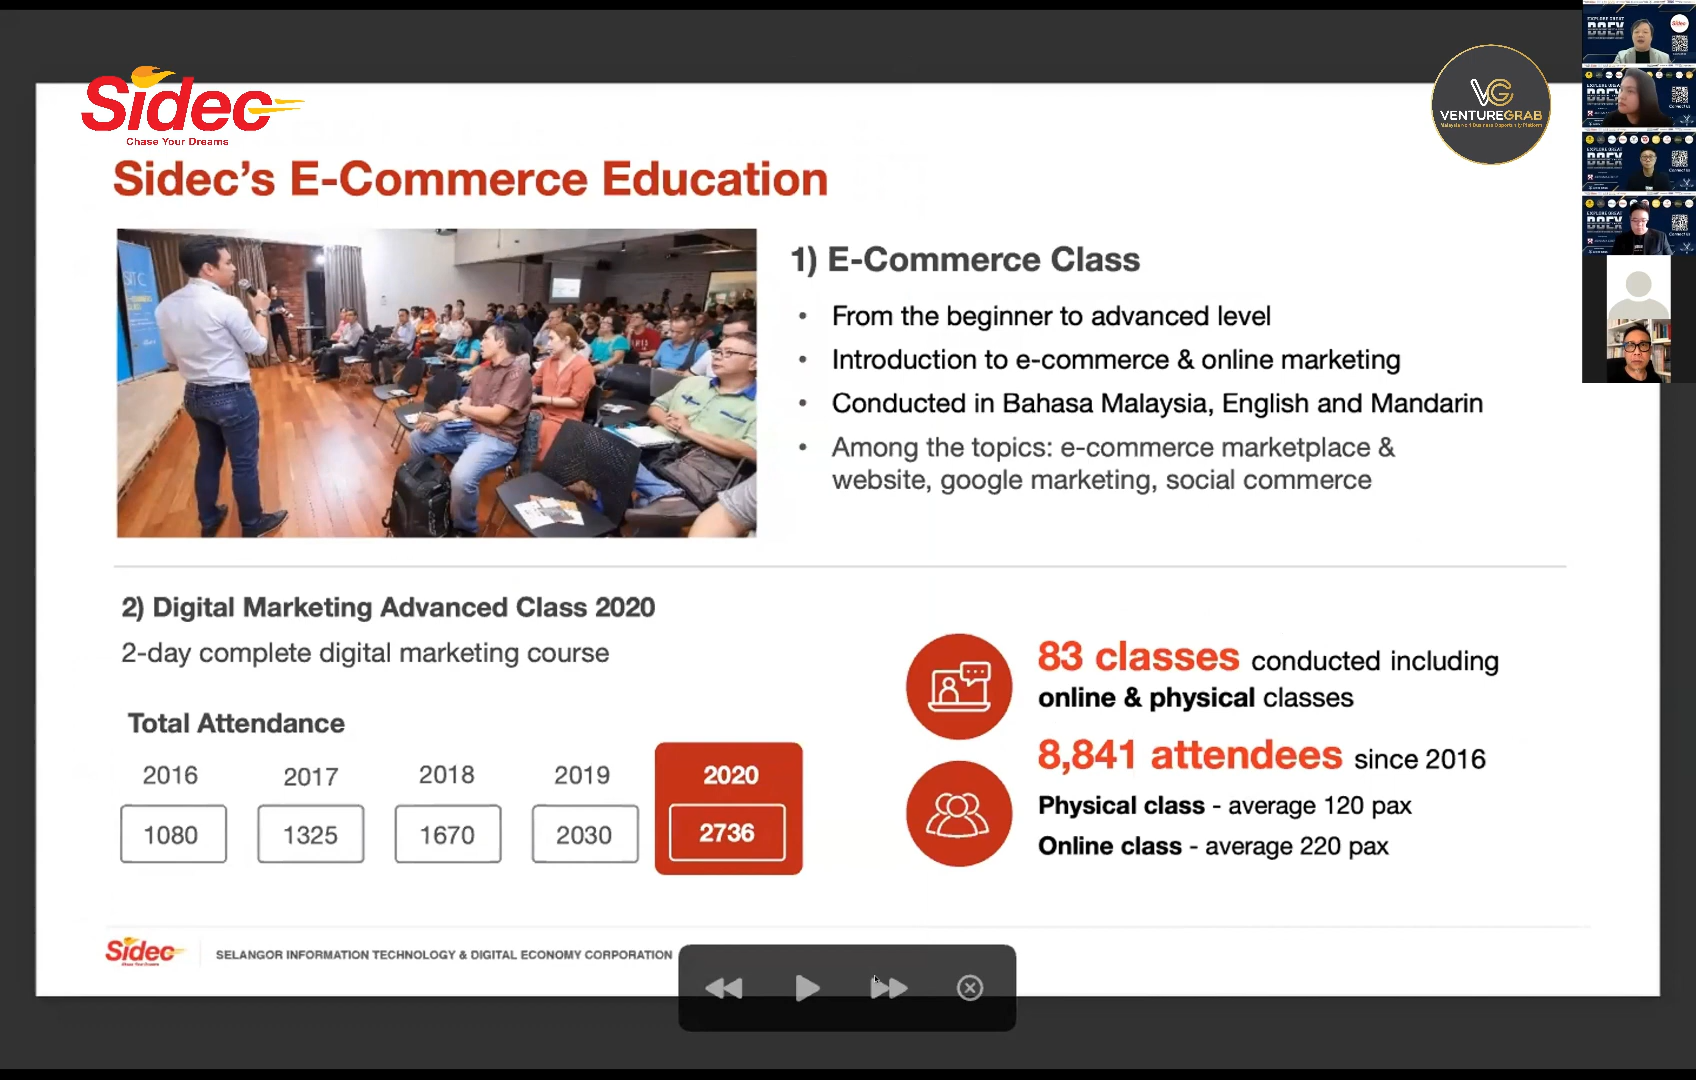 Sidec
Chase Your Dreams
VG
VENTUREGRAB
Sidec's E-Commerce Education
1) E-Commerce Class
• From the beginner to advanced level
• Introduction to e-commerce & online marketing
• Conducted in Bahasa Malaysia, English and Mandarin
• Among the topics: e-commerce marketplace &
website, google marketing, social commerce
2) Digital Marketing Advanced Class 2020
2-day complete digital marketing course
Total Attendance
2016 2017 2018 2019 2020
1080 1325 1670 2030 2736
83 classes conducted including
online & physical classes
8,841 attendees since 2016
Physical class - average 120 pax
Online class - average 220 pax
Sidec
SELANGOR INFORMATION TECHNOLOGY & DIGITAL ECONOMY CORPORATION
EXPLORE GREAT